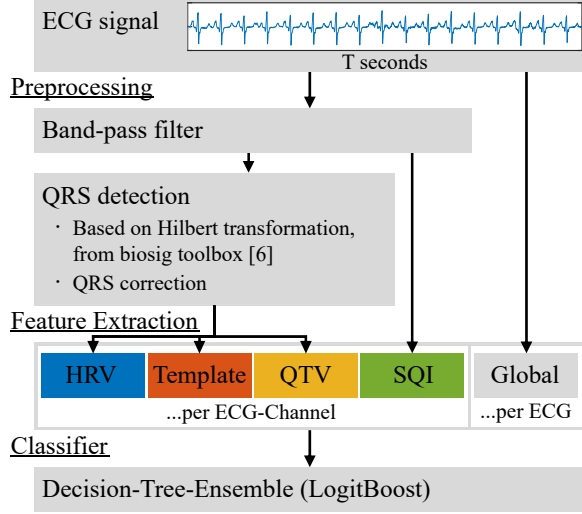 ECG signal
T seconds
Preprocessing
Band-pass filter
QRS detection
· Based on Hilbert transformation,
from biosig toolbox [6]
· QRS correction
Feature Extraction
HRV Template QTV SQI Global
...per ECG-Channel ...per ECG
Classifier
Decision-Tree-Ensemble (LogitBoost)